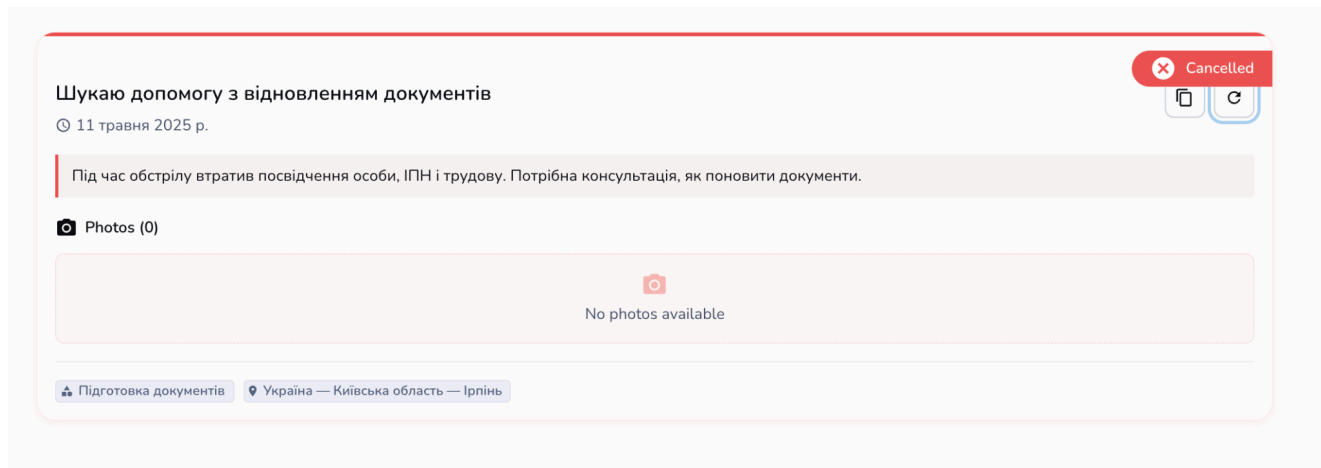 Cancelled
Шукаю допомогу з відновленням документів
11 травня 2025 р.
Під час обстрілу втратив посвідчення особи, ІПН і трудову. Потрібна консультація, як поновити документи.
Photos (0)
No photos available
Підготовка документів
Україна — Київська область — Ірпінь